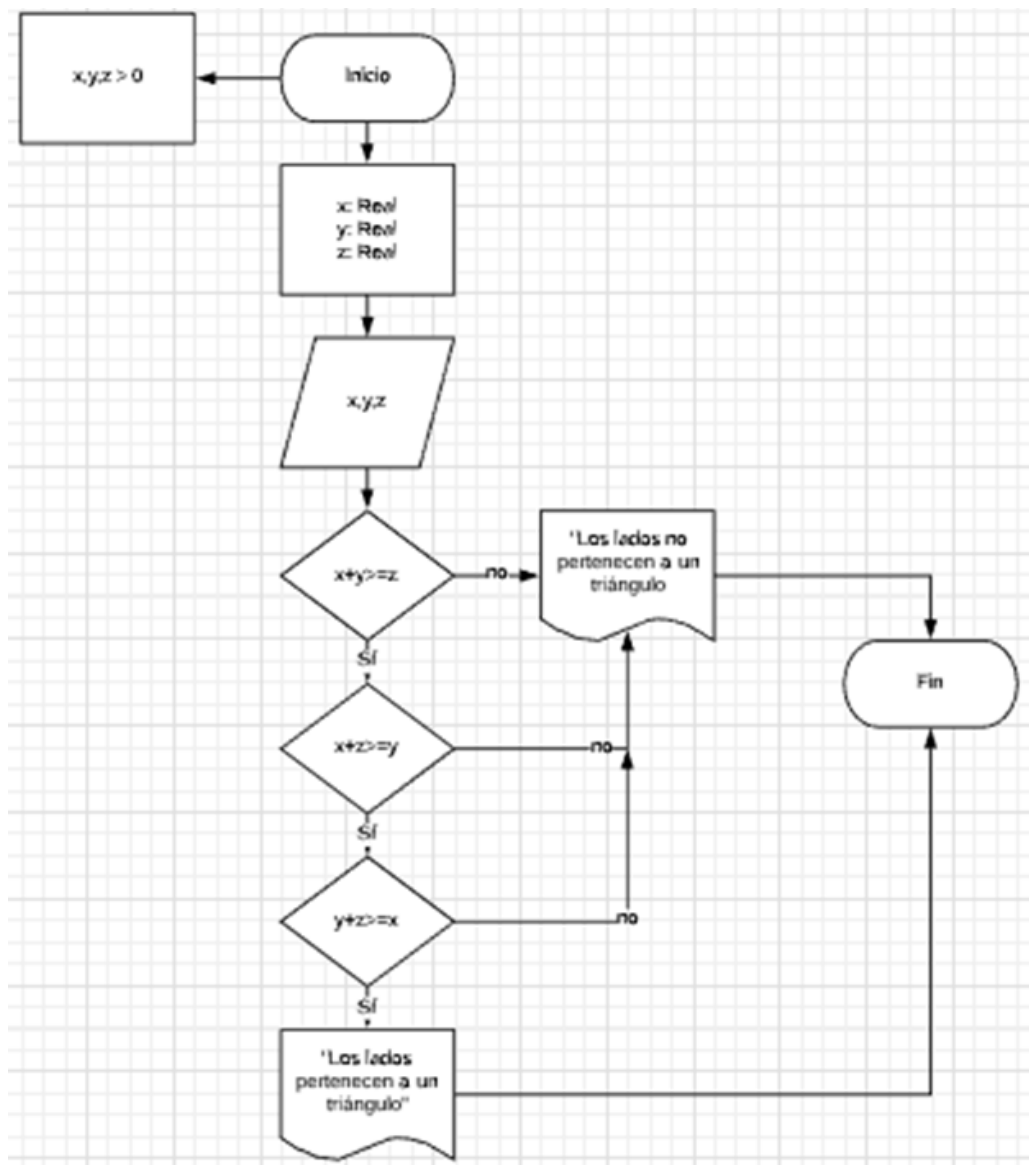 x,y,z > 0
Inicio
x: Real
y: Real
z: Real
x,y,z
x+y>=z
no
"Los lados no
pertenecen a un
triángulo
Sí
Fin
x+z>=y
no
Sí
y+z>=x
no
Sí
"Los lados
pertenecen a un
triángulo"